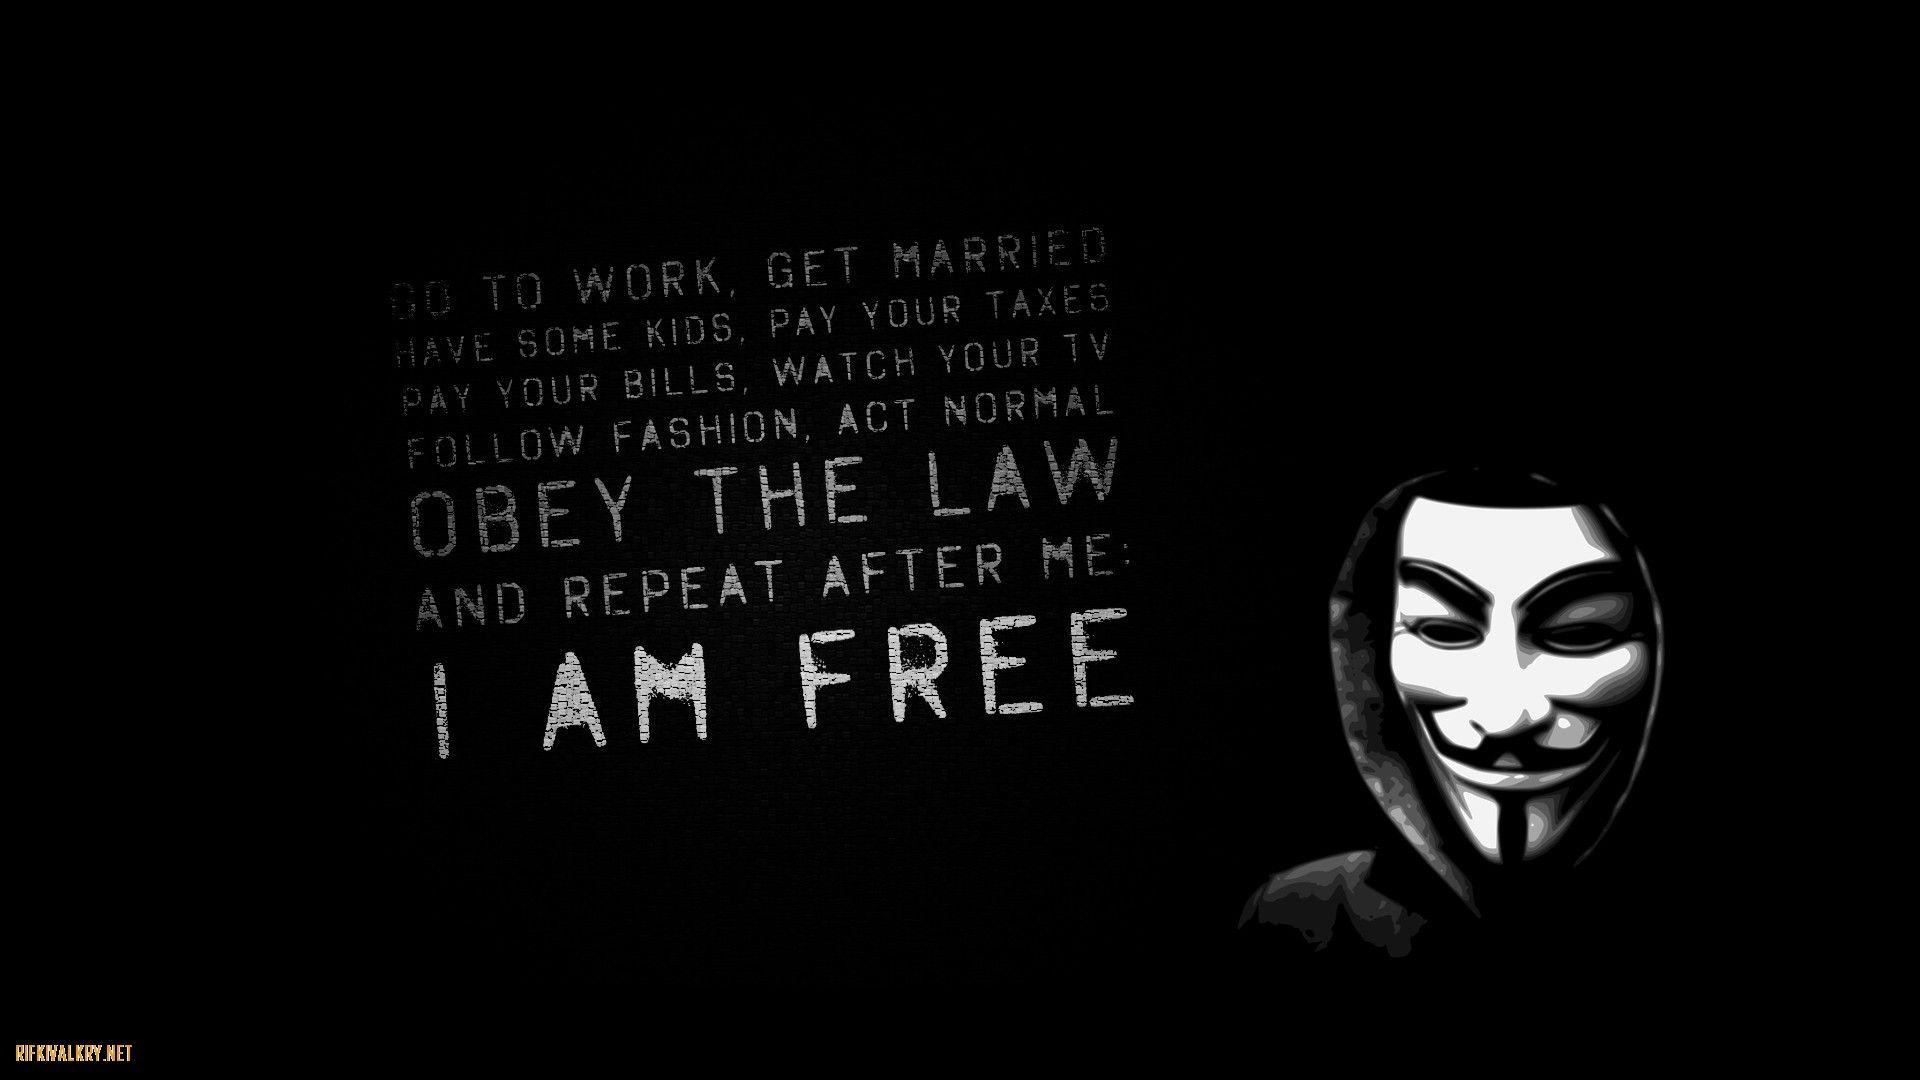 GO TO WORK, GET MARRIED
HAVE SOME KIDS, PAY YOUR TAXES
PAY YOUR BILLS, WATCH YOUR TV
FOLLOW FASHION, ACT NORMAL
OBEY THE LAW
AND REPEAT AFTER ME:
I AM FREE
RIFKIVALKRY.NET